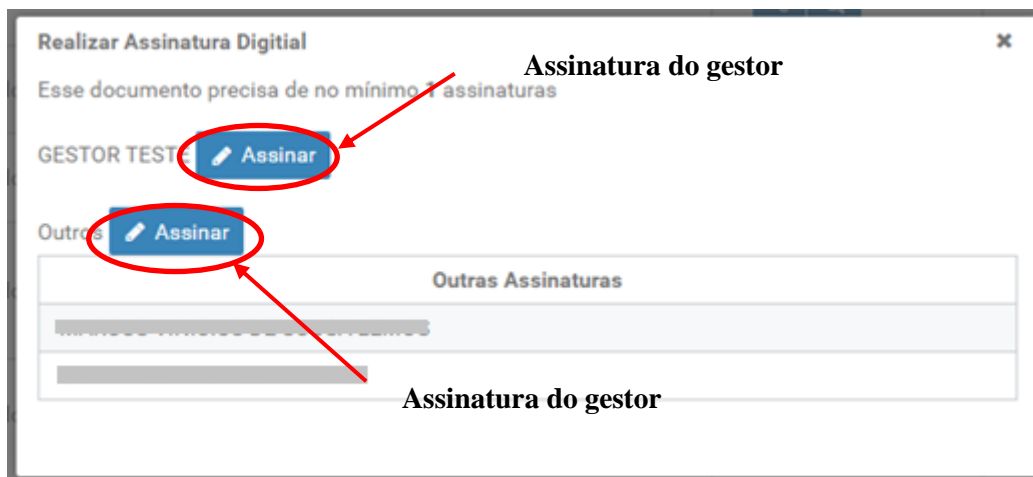 Realizar Assinatura Digitial
Assinatura do gestor
Esse documento precisa de no mínimo 1 assinaturas
GESTOR TESTE Assinar
Outros Assinar
Outras Assinaturas
Assinatura do gestor